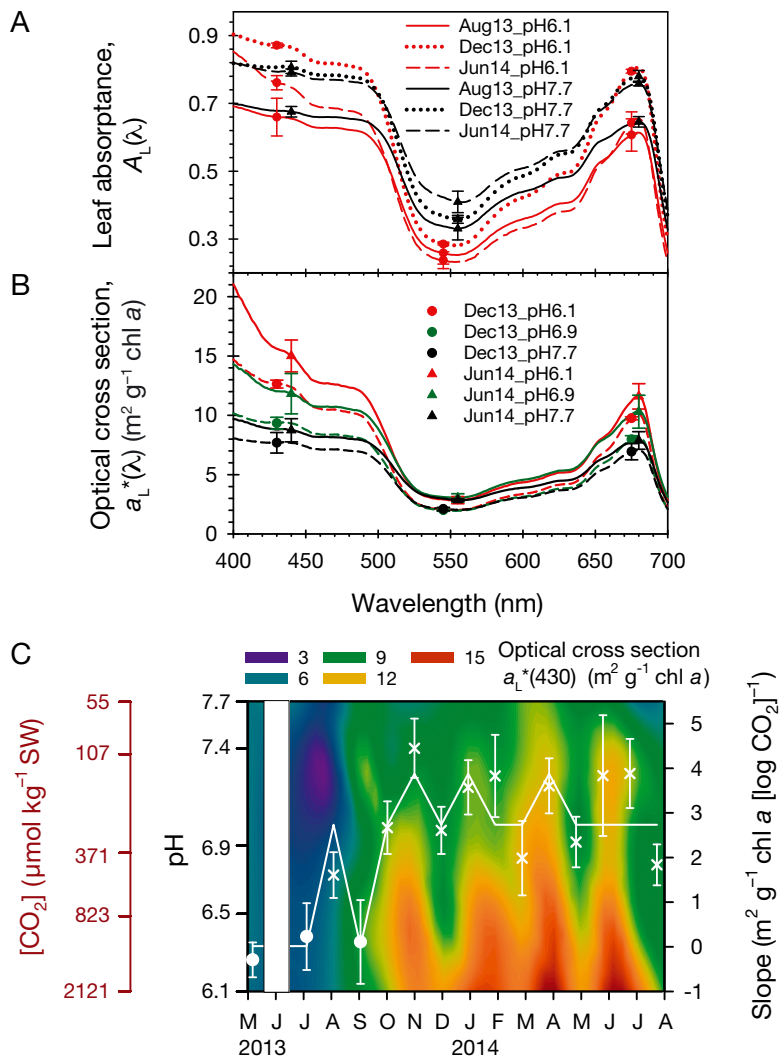 A
Leaf absorptance,
A_L(λ)
0.9
0.7
0.5
0.3
Aug13_pH6.1
Dec13_pH6.1
Jun14_pH6.1
Aug13_pH7.7
Dec13_pH7.7
Jun14_pH7.7
B
Optical cross section,
a_L*(λ) (m² g⁻¹ chl a)
20
15
10
5
0
Dec13_pH6.1
Dec13_pH6.9
Dec13_pH7.7
Jun14_pH6.1
Jun14_pH6.9
Jun14_pH7.7
400 450 500 550 600 650 700
Wavelength (nm)
C
3 9 15
6 12
Optical cross section
a_L*(430) (m² g⁻¹ chl a)
[CO₂] (µmol kg⁻¹ SW)
55
107
371
823
2121
pH
7.7
7.4
6.9
6.5
6.1
5
4
3
2
1
0
-1
Slope (m² g⁻¹ chl a [log CO₂]⁻¹)
M J J A S O N D J F M A M J J A
2013 2014